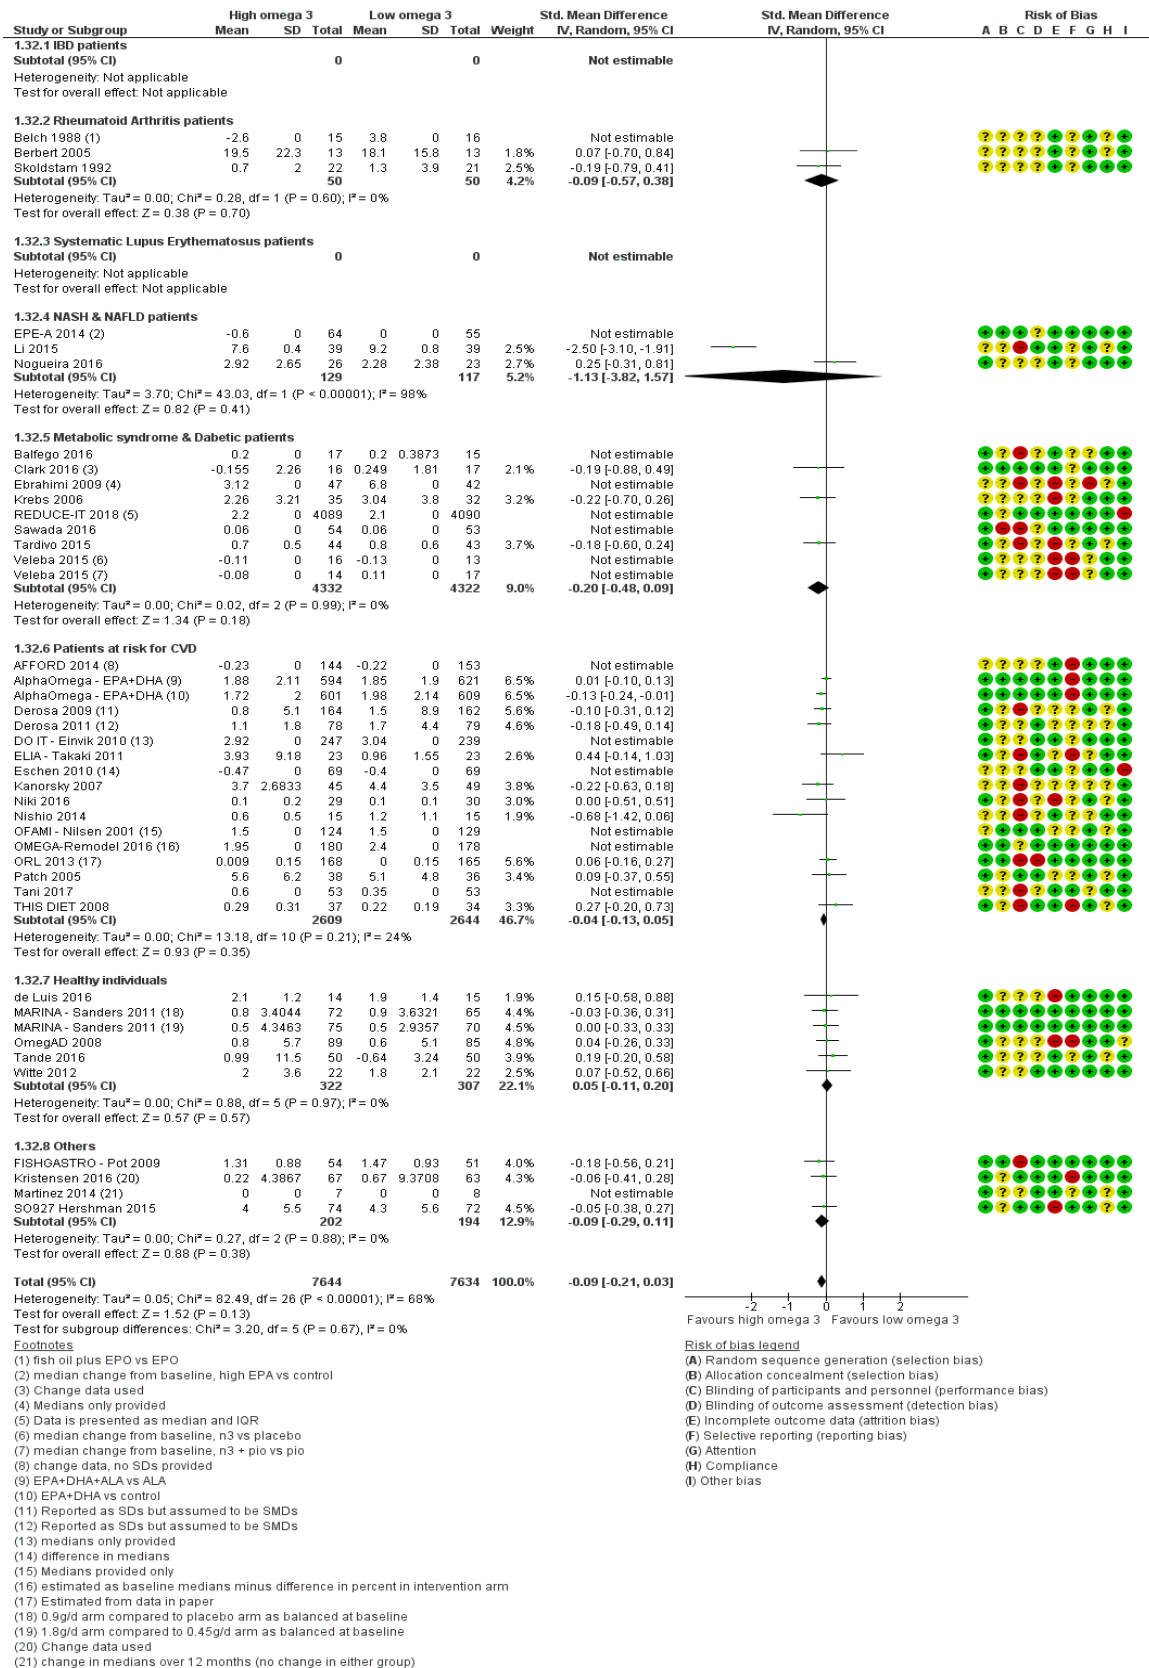 High omega 3 Low omega 3 Std. Mean Difference Std. Mean Difference Risk of Bias
Study or Subgroup Mean SD Total Mean SD Total Weight IV, Random, 95% CI IV, Random, 95% CI A B C D E F G H I
1.32.1 IBD patients
Subtotal (95% CI) 0 0 Not estimable
Heterogeneity: Not applicable
Test for overall effect: Not applicable
1.32.2 Rheumatoid Arthritis patients
Belch 1988 (1) -2.6 0 15 3.8 0 16 Not estimable
Berbert 2005 19.5 22.3 13 18.1 15.8 13 1.8% 0.07 [-0.70, 0.84]
Skoldstam 1992 0.7 2 22 1.3 3.9 21 2.5% -0.19 [-0.79, 0.41]
Subtotal (95% CI) 50 50 4.2% -0.09 [-0.57, 0.38]
Heterogeneity: Tau² = 0.00; Chi² = 0.28, df = 1 (P = 0.60); I² = 0%
Test for overall effect: Z = 0.38 (P = 0.70)
1.32.3 Systematic Lupus Erythematosus patients
Subtotal (95% CI) 0 0 Not estimable
Heterogeneity: Not applicable
Test for overall effect: Not applicable
1.32.4 NASH & NAFLD patients
EPE-A 2014 (2) -0.6 0 64 0 0 55 Not estimable
Li 2015 7.6 0.4 39 9.2 0.8 39 2.5% -2.50 [-3.10, -1.91]
Nogueira 2016 2.92 2.65 26 2.28 2.38 23 2.7% 0.25 [-0.31, 0.81]
Subtotal (95% CI) 129 117 5.2% -1.13 [-3.82, 1.57]
Heterogeneity: Tau² = 3.70; Chi² = 43.03, df = 1 (P < 0.00001); I² = 98%
Test for overall effect: Z = 0.82 (P = 0.41)
1.32.5 Metabolic syndrome & Dabetic patients
Balfego 2016 0.2 0 17 0.2 0.3873 15 Not estimable
Clark 2016 (3) -0.155 2.26 16 0.249 1.81 17 2.1% -0.19 [-0.88, 0.49]
Ebrahimi 2009 (4) 3.12 0 47 6.8 0 42 Not estimable
Krebs 2006 2.26 3.21 35 3.04 3.8 32 3.2% -0.22 [-0.70, 0.26]
REDUCE-IT 2018 (5) 2.2 0 4089 2.1 0 4090 Not estimable
Sawada 2016 0.06 0 54 0.06 0 53 Not estimable
Tardivo 2015 0.7 0.5 44 0.8 0.6 43 3.7% -0.18 [-0.60, 0.24]
Veleba 2015 (6) -0.11 0 16 -0.13 0 13 Not estimable
Veleba 2015 (7) -0.08 0 14 0.11 0 17 Not estimable
Subtotal (95% CI) 4332 4322 9.0% -0.20 [-0.48, 0.09]
Heterogeneity: Tau² = 0.00; Chi² = 0.02, df = 2 (P = 0.99); I² = 0%
Test for overall effect: Z = 1.34 (P = 0.18)
1.32.6 Patients at risk for CVD
AFFORD 2014 (8) -0.23 0 144 -0.22 0 153 Not estimable
AlphaOmega - EPA+DHA (9) 1.88 2.11 594 1.85 1.9 621 6.5% 0.01 [-0.10, 0.13]
AlphaOmega - EPA+DHA (10) 1.72 2 601 1.98 2.14 609 6.5% -0.13 [-0.24, -0.01]
Derosa 2009 (11) 0.8 5.1 164 1.5 8.9 162 5.6% -0.10 [-0.31, 0.12]
Derosa 2011 (12) 1.1 1.8 78 1.7 4.4 79 4.6% -0.18 [-0.49, 0.14]
DO IT - Einvik 2010 (13) 2.92 0 247 3.04 0 239 Not estimable
ELIA - Takaki 2011 3.93 9.18 23 0.96 1.55 23 2.6% 0.44 [-0.14, 1.03]
Eschen 2010 (14) -0.47 0 69 -0.4 0 69 Not estimable
Kanorsky 2007 3.7 2.6833 45 4.4 3.5 49 3.8% -0.22 [-0.63, 0.18]
Niki 2016 0.1 0.2 29 0.1 0.1 30 3.0% 0.00 [-0.51, 0.51]
Nishio 2014 0.6 0.5 15 1.2 1.1 15 1.9% -0.68 [-1.42, 0.06]
OFAMI - Nilsen 2001 (15) 1.5 0 124 1.5 0 129 Not estimable
OMEGA-Remodel 2016 (16) 1.95 0 180 2.4 0 178 Not estimable
ORL 2013 (17) 0.009 0.15 168 0 0.15 165 5.6% 0.06 [-0.16, 0.27]
Patch 2005 5.6 6.2 38 5.1 4.8 36 3.4% 0.09 [-0.37, 0.55]
Tani 2017 0.6 0 53 0.35 0 53 Not estimable
THIS DIET 2008 0.29 0.31 37 0.22 0.19 34 3.3% 0.27 [-0.20, 0.73]
Subtotal (95% CI) 2609 2644 46.7% -0.04 [-0.13, 0.05]
Heterogeneity: Tau² = 0.00; Chi² = 13.18, df = 10 (P = 0.21); I² = 24%
Test for overall effect: Z = 0.93 (P = 0.35)
1.32.7 Healthy individuals
de Luis 2016 2.1 1.2 14 1.9 1.4 15 1.9% 0.15 [-0.58, 0.88]
MARINA - Sanders 2011 (18) 0.8 3.4044 72 0.9 3.6321 65 4.4% -0.03 [-0.36, 0.31]
MARINA - Sanders 2011 (19) 0.5 4.3463 75 0.5 2.9357 70 4.5% 0.00 [-0.33, 0.33]
OmegAD 2008 0.8 5.7 89 0.6 5.1 85 4.8% 0.04 [-0.26, 0.33]
Tande 2016 0.99 11.5 50 -0.64 3.24 50 3.9% 0.19 [-0.20, 0.58]
Witte 2012 2 3.6 22 1.8 2.1 22 2.5% 0.07 [-0.52, 0.66]
Subtotal (95% CI) 322 307 22.1% 0.05 [-0.11, 0.20]
Heterogeneity: Tau² = 0.00; Chi² = 0.88, df = 5 (P = 0.97); I² = 0%
Test for overall effect: Z = 0.57 (P = 0.57)
1.32.8 Others
FISHGASTRO - Pot 2009 1.31 0.88 54 1.47 0.93 51 4.0% -0.18 [-0.56, 0.21]
Kristensen 2016 (20) 0.22 4.3867 67 0.67 9.3708 63 4.3% -0.06 [-0.41, 0.28]
Martinez 2014 (21) 0 0 7 0 0 8 Not estimable
SO927 Hershman 2015 4 5.5 74 4.3 5.6 72 4.5% -0.05 [-0.38, 0.27]
Subtotal (95% CI) 202 194 12.9% -0.09 [-0.29, 0.11]
Heterogeneity: Tau² = 0.00; Chi² = 0.27, df = 2 (P = 0.88); I² = 0%
Test for overall effect: Z = 0.88 (P = 0.38)
Total (95% CI) 7644 7634 100.0% -0.09 [-0.21, 0.03]
Heterogeneity: Tau² = 0.05; Chi² = 82.49, df = 26 (P < 0.00001); I² = 68%
Test for overall effect: Z = 1.52 (P = 0.13)
Test for subgroup differences: Chi² = 3.20, df = 5 (P = 0.67), I² = 0%
-2 -1 0 1 2
Favours high omega 3 Favours low omega 3
Footnotes
(1) fish oil plus EPO vs EPO
(2) median change from baseline, high EPA vs control
(3) Change data used
(4) Medians only provided
(5) Data is presented as median and IQR
(6) median change from baseline, n3 vs placebo
(7) median change from baseline, n3 + pio vs pio
(8) change data, no SDs provided
(9) EPA+DHA+ALA vs ALA
(10) EPA+DHA vs control
(11) Reported as SDs but assumed to be SMDs
(12) Reported as SDs but assumed to be SMDs
(13) medians only provided
(14) difference in medians
(15) Medians provided only
(16) estimated as baseline medians minus difference in percent in intervention arm
(17) Estimated from data in paper
(18) 0.9g/d arm compared to placebo arm as balanced at baseline
(19) 1.8g/d arm compared to 0.45g/d arm as balanced at baseline
(20) Change data used
(21) change in medians over 12 months (no change in either group)
Risk of bias legend
(A) Random sequence generation (selection bias)
(B) Allocation concealment (selection bias)
(C) Blinding of participants and personnel (performance bias)
(D) Blinding of outcome assessment (detection bias)
(E) Incomplete outcome data (attrition bias)
(F) Selective reporting (reporting bias)
(G) Attention
(H) Compliance
(I) Other bias